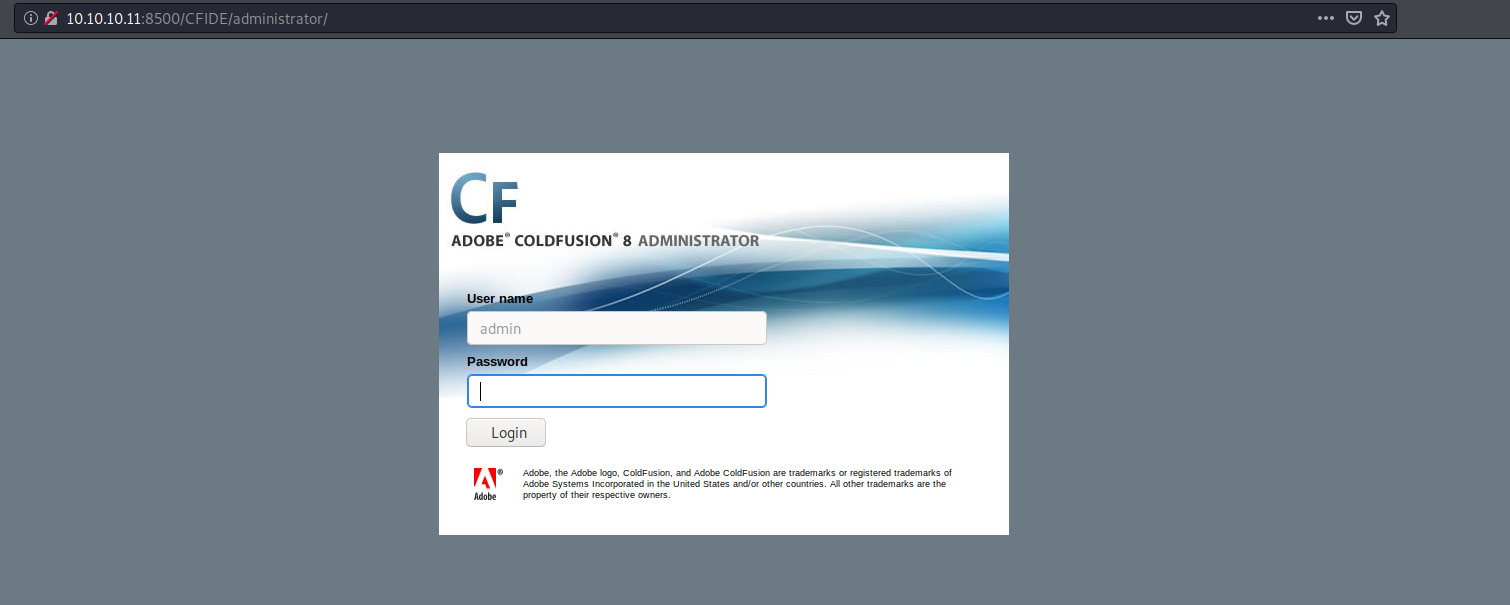 10.10.10.11:8500/CFIDE/administrator/
CF
ADOBE® COLDFUSION® 8 ADMINISTRATOR
User name
admin
Password
Login
Adobe, the Adobe logo, ColdFusion, and Adobe ColdFusion are trademarks or registered trademarks of
Adobe Systems Incorporated in the United States and/or other countries. All other trademarks are the
property of their respective owners.
®
Adobe